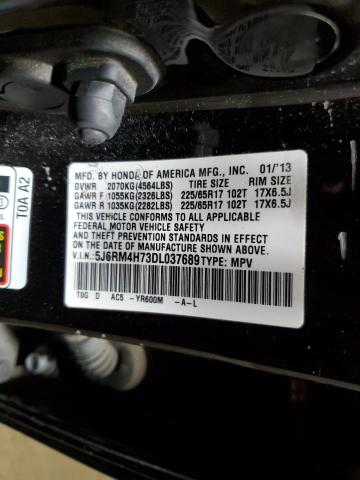 MFD. BY HONDA OF AMERICA MFG., INC. 01/'13
GVWR 2070KG(4564LBS) TIRE SIZE RIM SIZE
GAWR F 1055KG(2326LBS) 225/65R17 102T 17X6.5J
GAWR R 1035KG(2282LBS) 225/65R17 102T 17X6.5J
THIS VEHICLE CONFORMS TO ALL APPLICABLE
FEDERAL MOTOR VEHICLE SAFETY
STANDARDS IN EFFECT ON THE
DATE OF MANUFACTURE SHOWN ABOVE.
V.I.N: 5J6RM4H73DL037689 TYPE: MPV
T0G D AC5 -YR600M -A-L
T0A A2